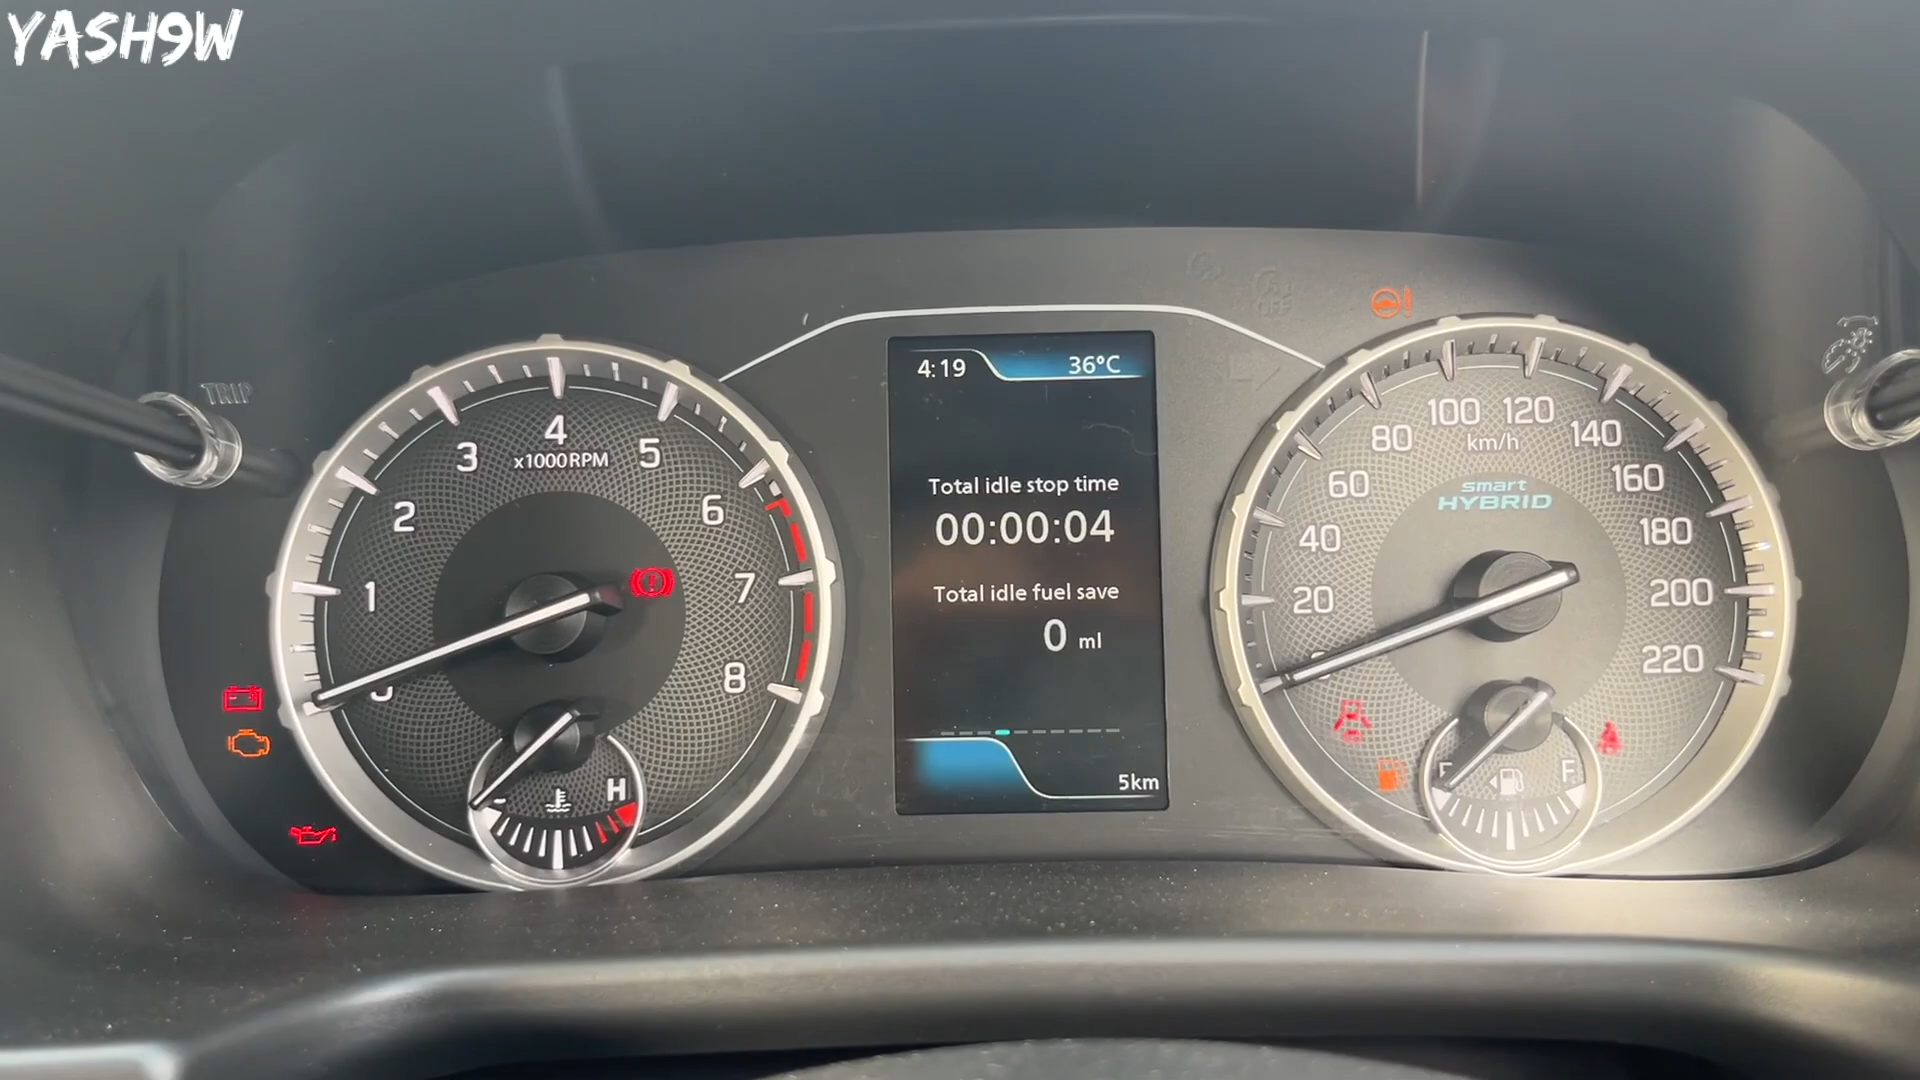 YASH9W
TRIP
OFF
4:19 36°C
Total idle stop time
00:00:04
Total idle fuel save
0 ml
5km
1
2
3
4
5
6
7
8
x1000RPM
H
20
40
60
80
100
120
140
160
180
200
220
km/h
smart
HYBRID
F